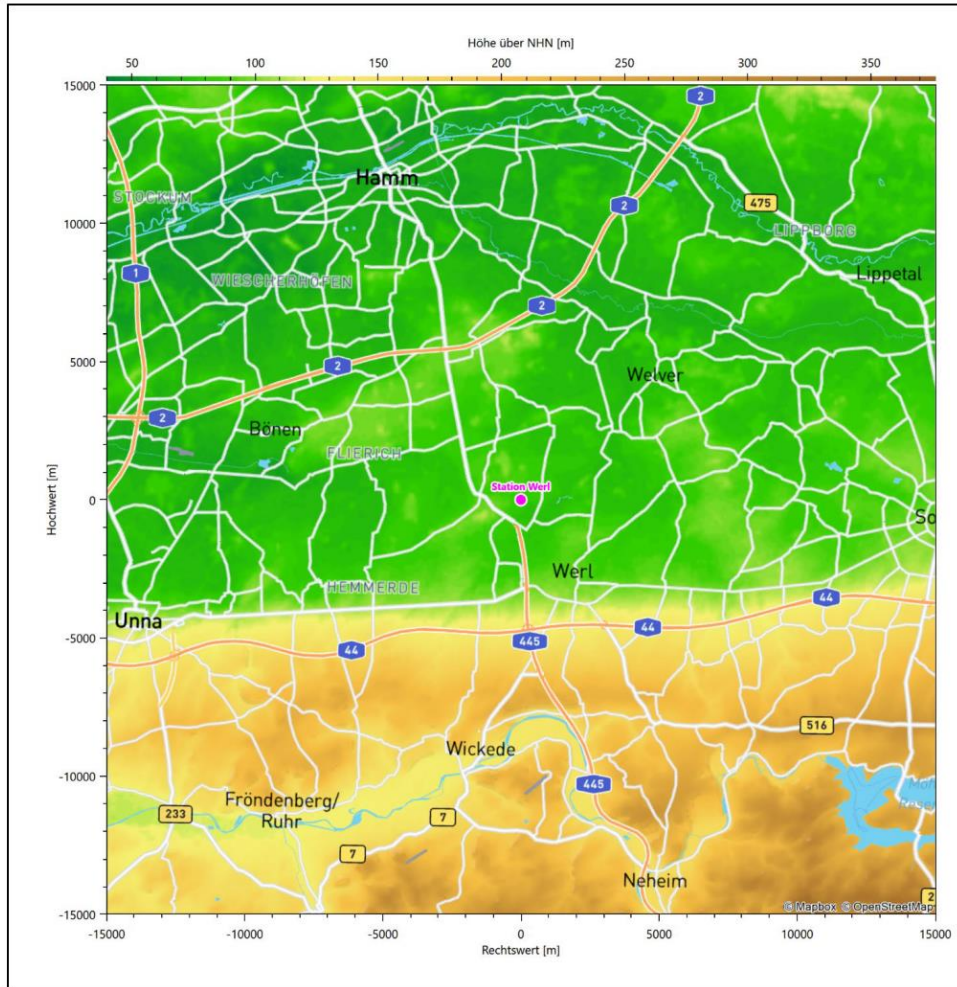 Höhe über NHN [m]
50 100 150 200 250 300 350
15000
10000
5000
0
-5000
-10000
-15000
Hochwert [m]
2
Hamm
STOCKUM
2
475
LIPPBORG
1
WIESCHERHÖFEN
Lippetal
2
2
Welver
2
Bönen
FLIERICH
Station Werl
So
Werl
HEMMERDE
44
Unna
44
445
44
516
Wickede
445
Fröndenberg/
Ruhr
233
7
7
Neheim
2
© Mapbox © OpenStreetMap
-15000 -10000 -5000 0 5000 10000 15000
Rechtswert [m]